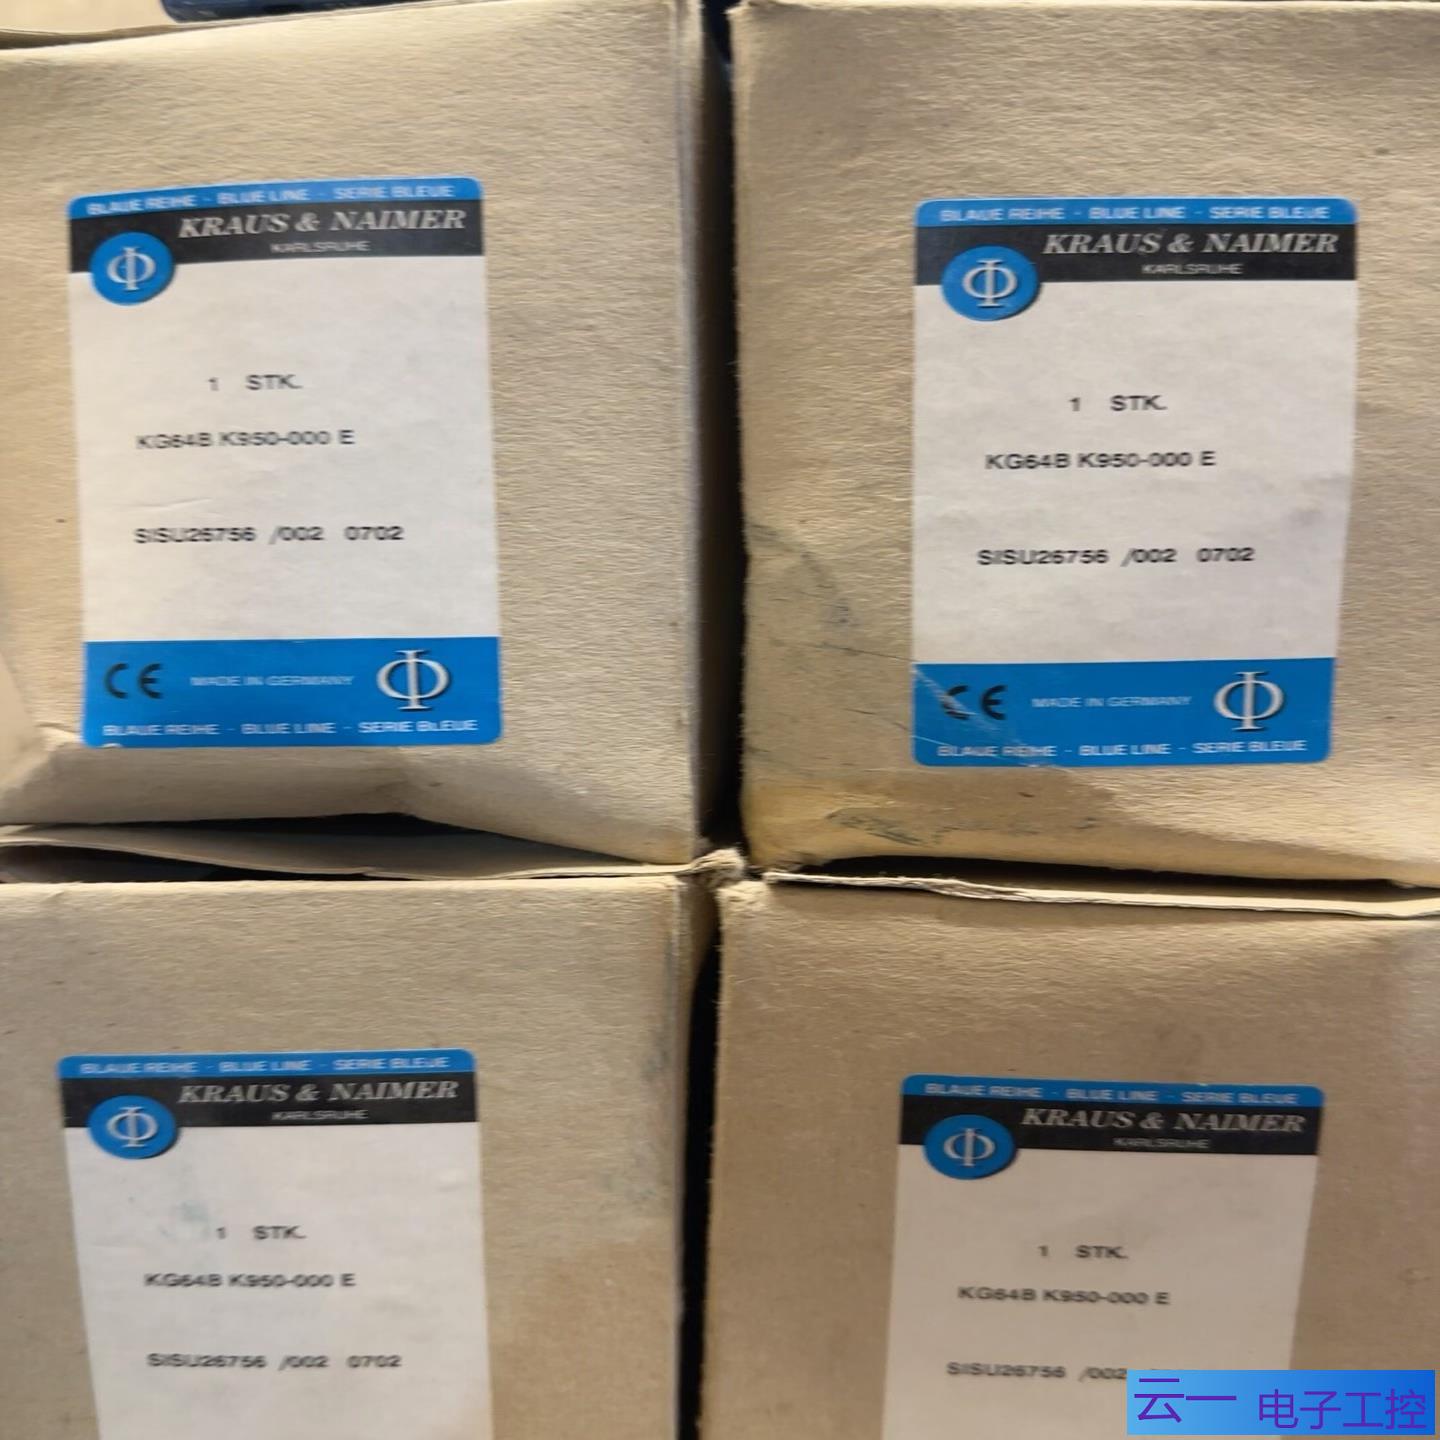 BLAUE REIHE - BLUE LINE - SERIE BLEUE
KRAUS & NAIMER
KARLSRUHE
1 STK.
KG64B K950-000 E
SISU26756 /002 0702
CE MADE IN GERMANY
BLAUE REIHE - BLUE LINE - SERIE BLEUE
BLAUE REIHE - BLUE LINE - SERIE BLEUE
KRAUS & NAIMER
KARLSRUHE
1 STK.
KG64B K950-000 E
SISU26756 /002 0702
CE MADE IN GERMANY
BLAUE REIHE - BLUE LINE - SERIE BLEUE
BLAUE REIHE - BLUE LINE - SERIE BLEUE
KRAUS & NAIMER
KARLSRUHE
1 STK.
KG64B K950-000 E
SISU26756 /002 0702
BLAUE REIHE - BLUE LINE - SERIE BLEUE
KRAUS & NAIMER
KARLSRUHE
1 STK.
KG64B K950-000 E
SISU26756 /002
云一 电子工控